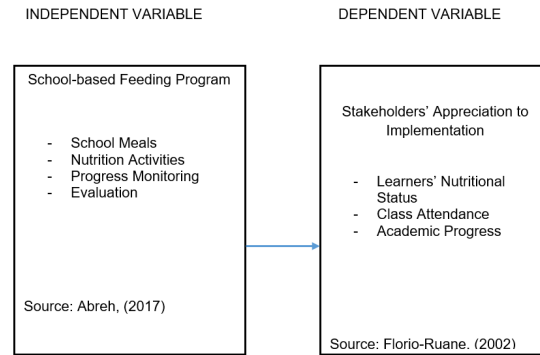 INDEPENDENT VARIABLE
DEPENDENT VARIABLE
School-based Feeding Program
- School Meals
- Nutrition Activities
- Progress Monitoring
- Evaluation
Source: Abreh, (2017)
Stakeholders’ Appreciation to
Implementation
- Learners’ Nutritional
Status
- Class Attendance
- Academic Progress
Source: Florio-Ruane. (2002)